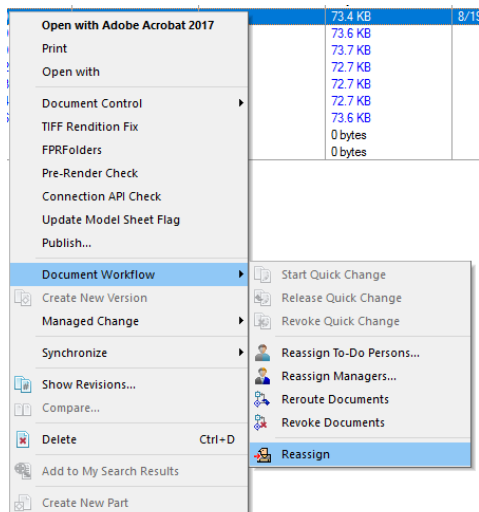 Open with Adobe Acrobat 2017
73.4 KB
8/15
Print
73.6 KB
73.7 KB
Open with
72.7 KB
72.7 KB
Document Control
72.7 KB
73.6 KB
TIFF Rendition Fix
0 bytes
FPRFolders
0 bytes
Pre-Render Check
Connection API Check
Update Model Sheet Flag
Publish...
Document Workflow
Start Quick Change
Create New Version
Release Quick Change
Managed Change
Revoke Quick Change
Synchronize
Reassign To-Do Persons...
Show Revisions...
Reassign Managers...
Compare...
Reroute Documents
Revoke Documents
Delete Ctrl+D
Reassign
Add to My Search Results
Create New Part